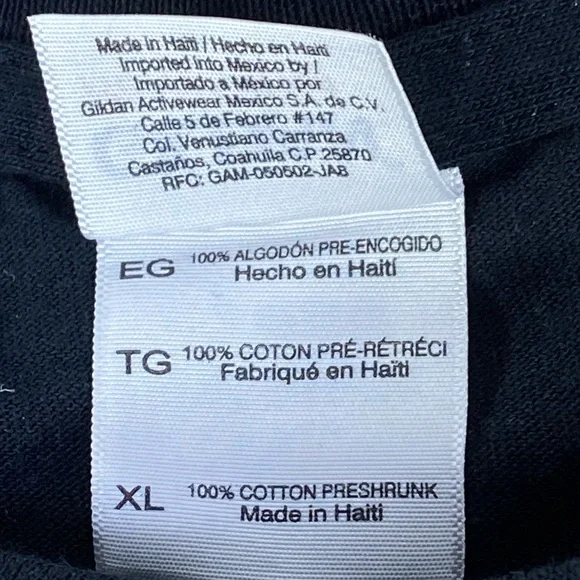 Made in Haiti / Hecho en Haití
Imported into Mexico by /
Importado a México por
Gildan Activewear Mexico S.A. de C.V.
Calle 5 de Febrero #147
Col. Venustiano Carranza
Castaños, Coahuila C.P. 25870
RFC: GAM-050502-JA8
EG 100% ALGODÓN PRE-ENCOGIDO
Hecho en Haití
TG 100% COTON PRÉ-RÉTRÉCI
Fabriqué en Haïti
XL 100% COTTON PRESHRUNK
Made in Haiti